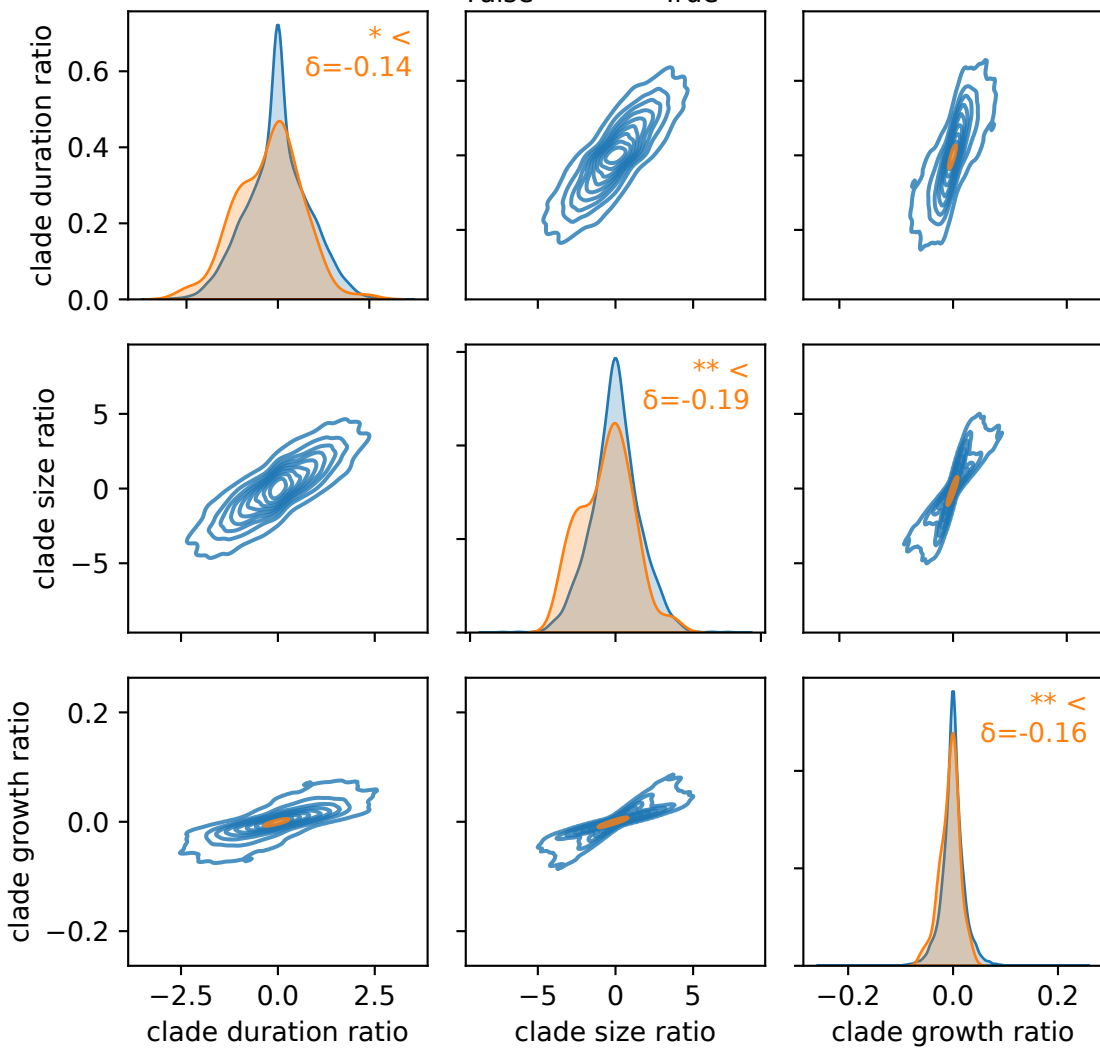 * <
δ=-0.14
clade duration ratio
0.6
0.4
0.2
0.0
** <
δ=-0.19
clade size ratio
5
0
−5
** <
δ=-0.16
clade growth ratio
0.2
0.0
−0.2
−2.5 0.0 2.5
−5 0 5
−0.2 0.0 0.2
clade duration ratio
clade size ratio
clade growth ratio